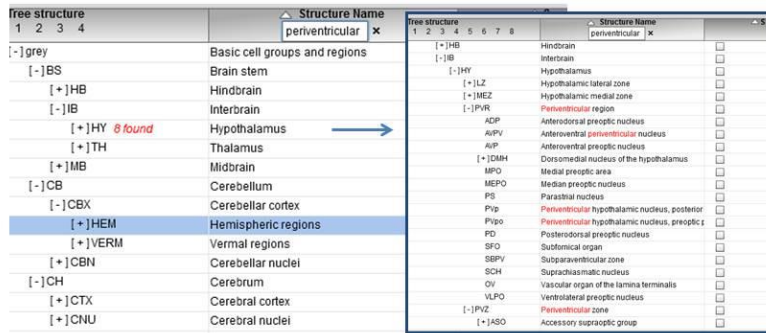 Tree structure △ Structure Name
1 2 3 4 periventricular ×
[-]grey Basic cell groups and regions
[-]BS Brain stem
[+]HB Hindbrain
[-]IB Interbrain
[+]HY 8 found Hypothalamus
[+]TH Thalamus
[+]MB Midbrain
[-]CB Cerebellum
[-]CBX Cerebellar cortex
[+]HEM Hemispheric regions
[+]VERM Vermal regions
[+]CBN Cerebellar nuclei
[-]CH Cerebrum
[+]CTX Cerebral cortex
[+]CNU Cerebral nuclei
Tree structure △ Structure Name △ S
1 2 3 4 5 6 7 8 periventricular ×
[+]HB Hindbrain
[-]IB Interbrain
[-]HY Hypothalamus
[+]LZ Hypothalamic lateral zone
[+]MEZ Hypothalamic medial zone
[-]PVR Periventricular region
ADP Anterodorsal preoptic nucleus
AVPV Anteroventral periventricular nucleus
AVP Anteroventral preoptic nucleus
[+]DMH Dorsomedial nucleus of the hypothalamus
MPO Medial preoptic area
MEPO Median preoptic nucleus
PS Parastrial nucleus
PVp Periventricular hypothalamic nucleus, posterior
PVpo Periventricular hypothalamic nucleus, preoptic p
PD Posterodorsal preoptic nucleus
SFO Subfornical organ
SBPV Subparaventricular zone
SCH Suprachiasmatic nucleus
OV Vascular organ of the lamina terminalis
VLPO Ventrolateral preoptic nucleus
[-]PVZ Periventricular zone
[+]ASO Accessory supraoptic group